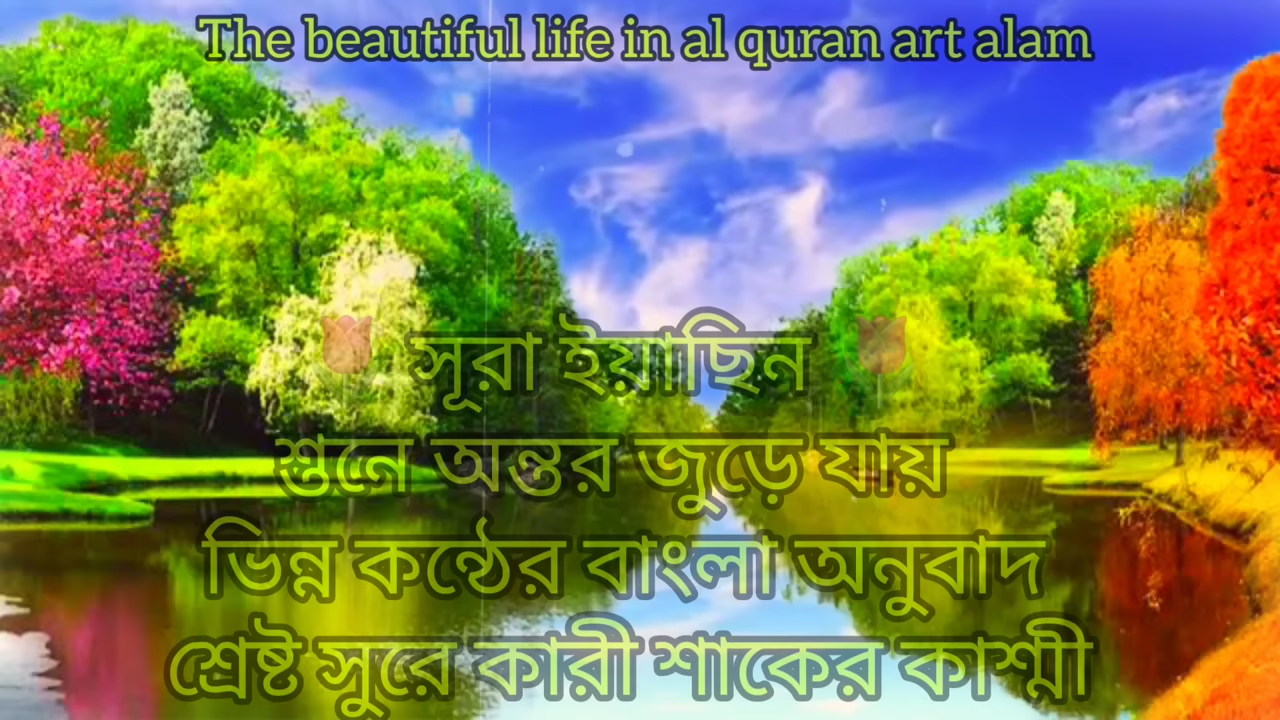 The beautiful life in al quran art alam
🌷 সূরা ইয়াছিন 🌷
শুনে অন্তর জুড়ে যায়
ভিন্ন কন্ঠের বাংলা অনুবাদ
শ্রেষ্ট সুরে কারী শাকের কাশ্মী